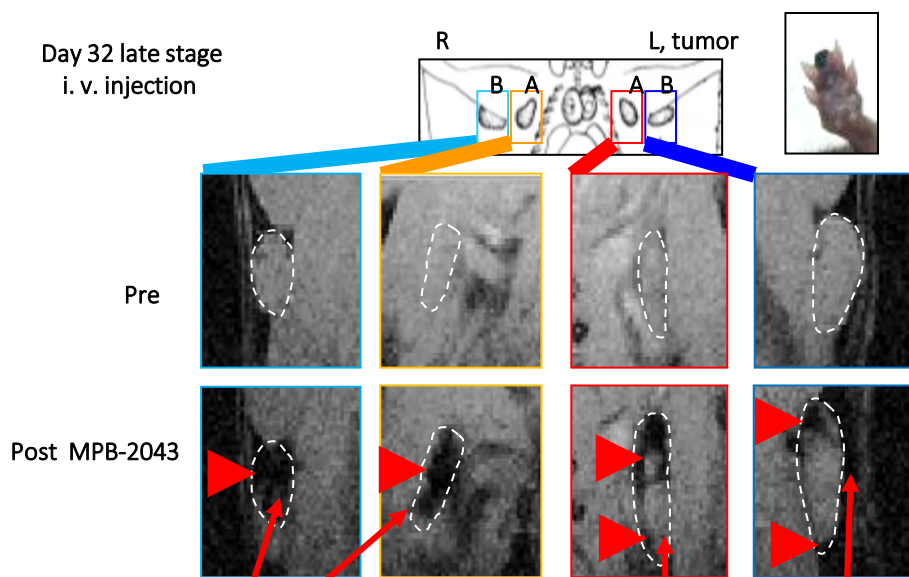 Day 32 late stage
i. v. injection
R
L, tumor
B
A
A
B
Pre
Post MPB-2043